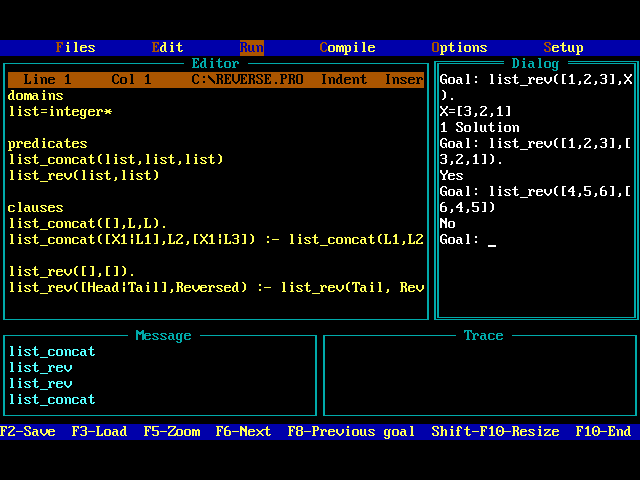 Files Edit Run Compile Options Setup
Editor
Line 1 Col 1 C:\REVERSE.PRO Indent Inser
domains
list=integer*
predicates
list_concat(list,list,list)
list_rev(list,list)
clauses
list_concat([],L,L).
list_concat([X1¦L1],L2,[X1¦L3]) :- list_concat(L1,L2
list_rev([],[]).
list_rev([Head¦Tail],Reversed) :- list_rev(Tail, Rev
Dialog
Goal: list_rev([1,2,3],X
).
X=[3,2,1]
1 Solution
Goal: list_rev([1,2,3],[
3,2,1]).
Yes
Goal: list_rev([4,5,6],[
6,4,5])
No
Goal: _
Message
list_concat
list_rev
list_rev
list_concat
Trace
F2-Save F3-Load F5-Zoom F6-Next F8-Previous goal Shift-F10-Resize F10-End